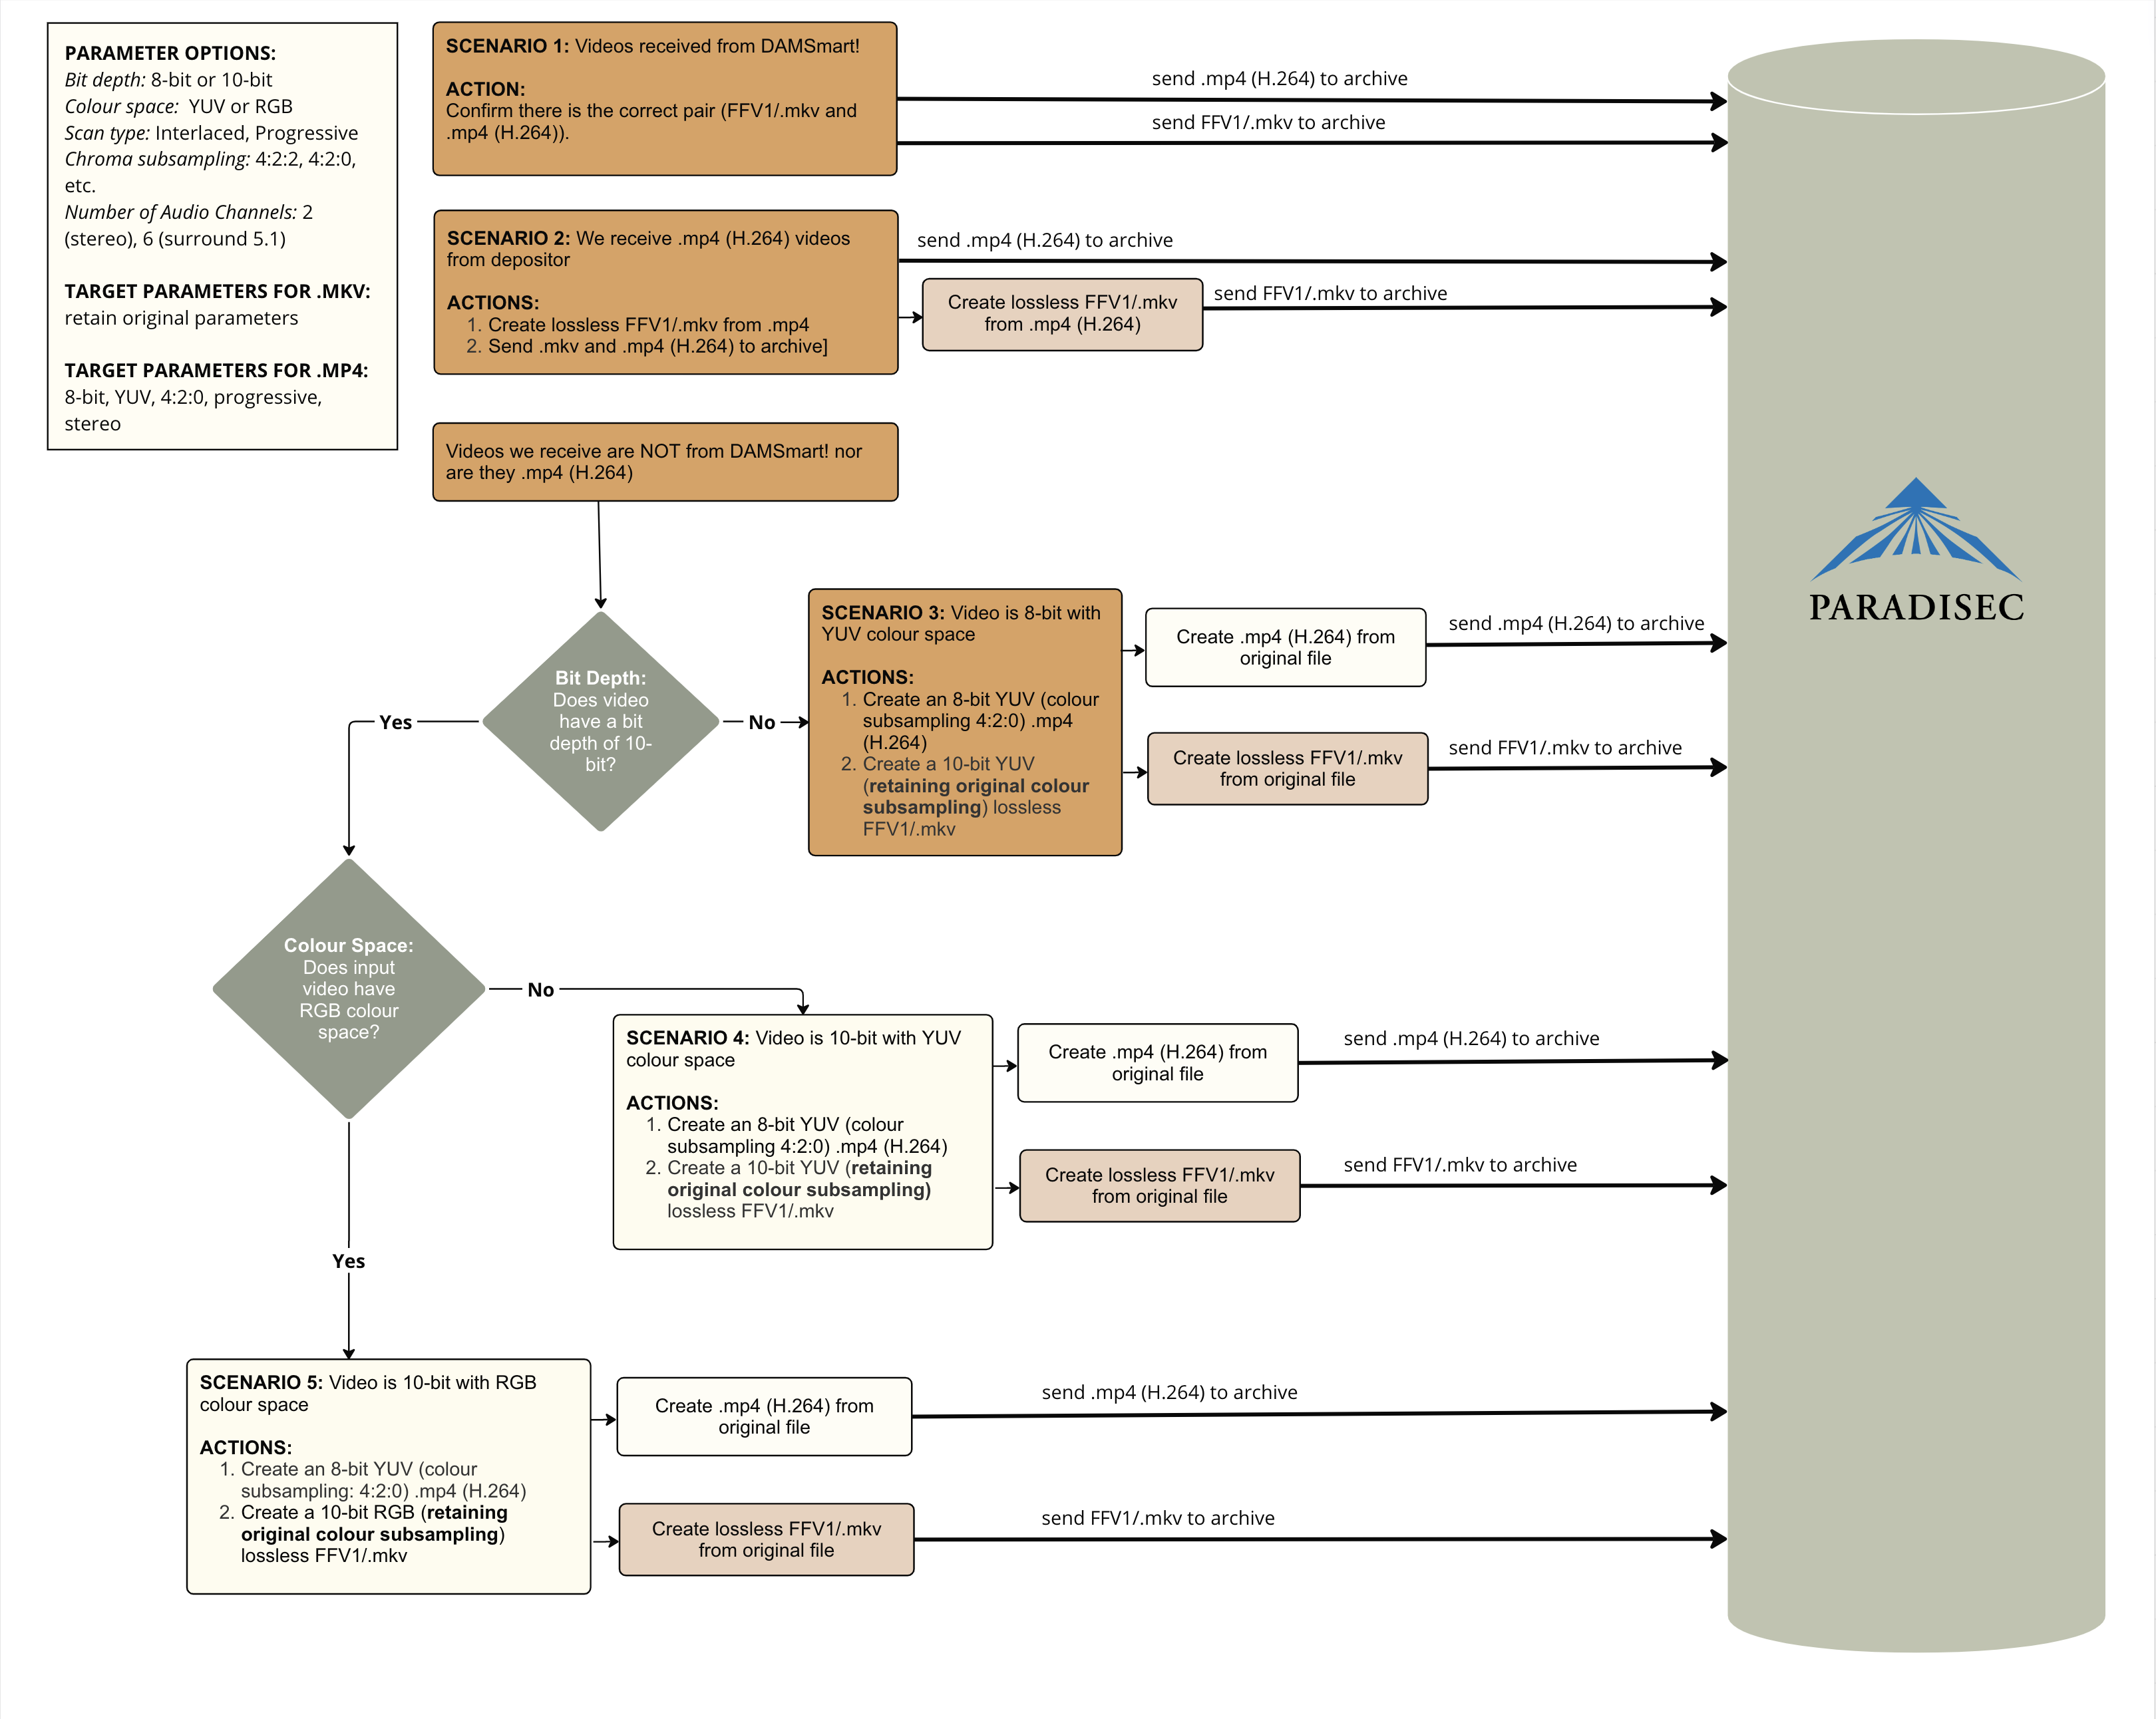 PARAMETER OPTIONS:
Bit depth: 8-bit or 10-bit
Colour space: YUV or RGB
Scan type: Interlaced, Progressive
Chroma subsampling: 4:2:2, 4:2:0,
etc.
Number of Audio Channels: 2
(stereo), 6 (surround 5.1)
TARGET PARAMETERS FOR .MKV:
retain original parameters
TARGET PARAMETERS FOR .MP4:
8-bit, YUV, 4:2:0, progressive,
stereo
SCENARIO 1: Videos received from DAMSmart!
ACTION:
Confirm there is the correct pair (FFV1/.mkv and
.mp4 (H.264)).
send .mp4 (H.264) to archive
send FFV1/.mkv to archive
SCENARIO 2: We receive .mp4 (H.264) videos
from depositor
ACTIONS:
1. Create lossless FFV1/.mkv from .mp4
2. Send .mkv and .mp4 (H.264) to archive]
send .mp4 (H.264) to archive
Create lossless FFV1/.mkv
from .mp4 (H.264)
send FFV1/.mkv to archive
Videos we receive are NOT from DAMSmart! nor
are they .mp4 (H.264)
Bit Depth:
Does video
have a bit
depth of 10-
bit?
Yes
No
SCENARIO 3: Video is 8-bit with
YUV colour space
ACTIONS:
1. Create an 8-bit YUV (colour
subsampling 4:2:0) .mp4
(H.264)
2. Create a 10-bit YUV
(retaining original colour
subsampling) lossless
FFV1/.mkv
Create .mp4 (H.264) from
original file
send .mp4 (H.264) to archive
Create lossless FFV1/.mkv
from original file
send FFV1/.mkv to archive
PARADISEC
Colour Space:
Does input
video have
RGB colour
space?
No
Yes
SCENARIO 4: Video is 10-bit with YUV
colour space
ACTIONS:
1. Create an 8-bit YUV (colour
subsampling 4:2:0) .mp4 (H.264)
2. Create a 10-bit YUV (retaining
original colour subsampling)
lossless FFV1/.mkv
Create .mp4 (H.264) from
original file
send .mp4 (H.264) to archive
Create lossless FFV1/.mkv
from original file
send FFV1/.mkv to archive
SCENARIO 5: Video is 10-bit with RGB
colour space
ACTIONS:
1. Create an 8-bit YUV (colour
subsampling: 4:2:0) .mp4 (H.264)
2. Create a 10-bit RGB (retaining
original colour subsampling)
lossless FFV1/.mkv
Create .mp4 (H.264) from
original file
send .mp4 (H.264) to archive
Create lossless FFV1/.mkv
from original file
send FFV1/.mkv to archive